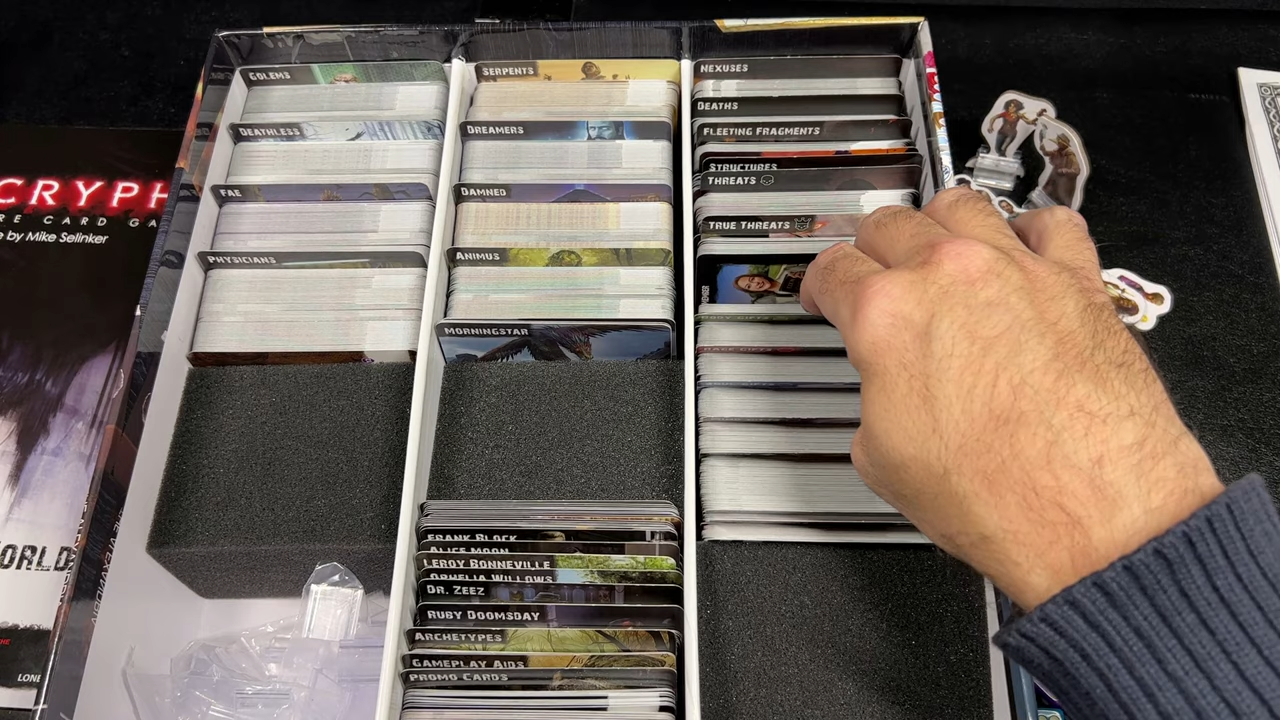 CRYPH
RE CARD GA
e by Mike Selinker
ORLD
THE
LONE
GOLEMS
DEATHLESS
FAE
PHYSICIANS
SERPENTS
DREAMERS
DAMNED
ANIMUS
MORNINGSTAR
FRANK BLOCK
ALICE MOON
LEROY BONNEVILLE
OPHELIA WILLOWS
DR. ZEEZ
RUBY DOOMSDAY
ARCHETYPES
GAMEPLAY AIDS
PROMO CARDS
NEXUSES
DEATHS
FLEETING FRAGMENTS
STRUCTURES
THREATS
TRUE THREATS